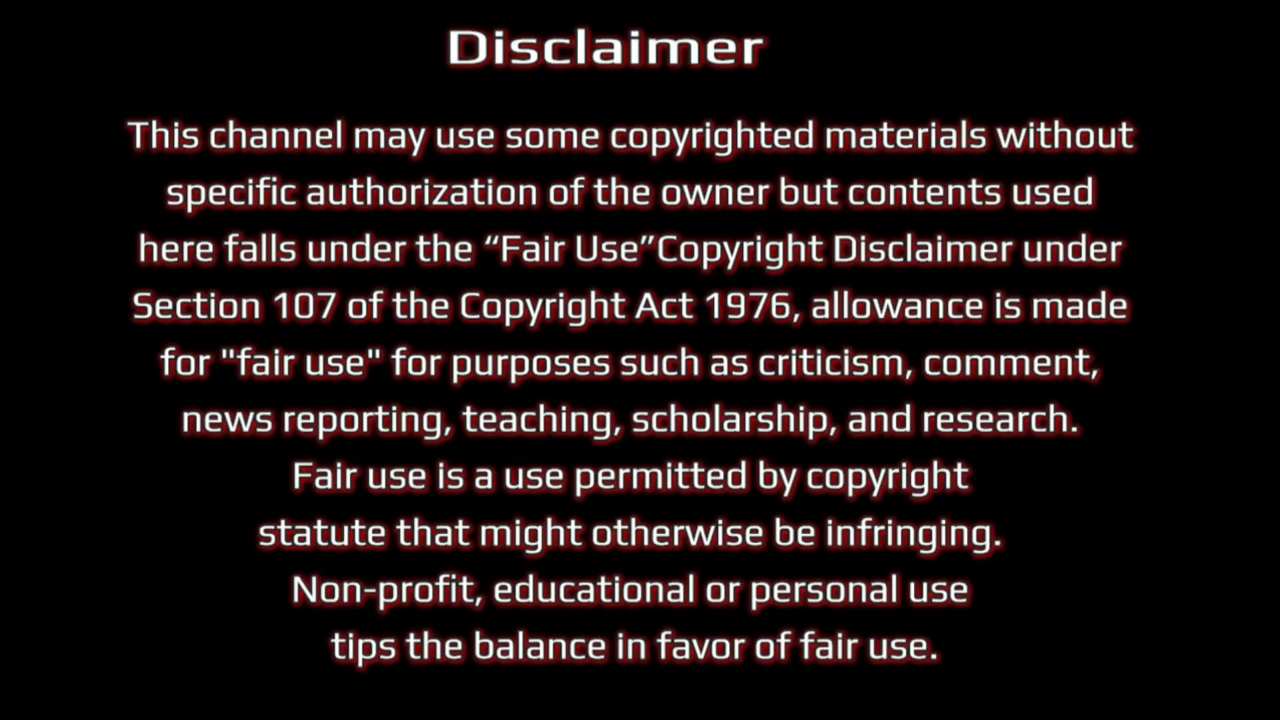 Disclaimer
This channel may use some copyrighted materials without
specific authorization of the owner but contents used
here falls under the “Fair Use”Copyright Disclaimer under
Section 107 of the Copyright Act 1976, allowance is made
for "fair use" for purposes such as criticism, comment,
news reporting, teaching, scholarship, and research.
Fair use is a use permitted by copyright
statute that might otherwise be infringing.
Non-profit, educational or personal use
tips the balance in favor of fair use.